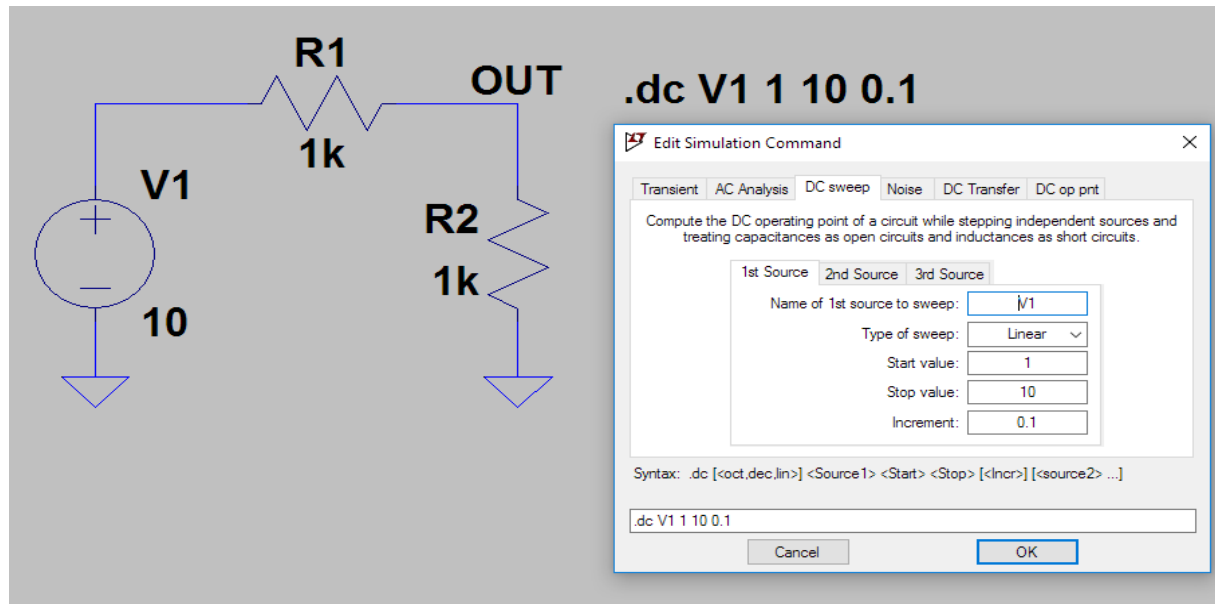 R1
OUT
1k
V1
10
R2
1k
.dc V1 1 10 0.1
Edit Simulation Command
Transient AC Analysis DC sweep Noise DC Transfer DC op pnt
Compute the DC operating point of a circuit while stepping independent sources and
treating capacitances as open circuits and inductances as short circuits.
1st Source 2nd Source 3rd Source
Name of 1st source to sweep: V1
Type of sweep: Linear
Start value: 1
Stop value: 10
Increment: 0.1
Syntax: .dc [<oct,dec,lin>] <Source1> <Start> <Stop> [<Incr>] [<source2> ...]
.dc V1 1 10 0.1
Cancel OK